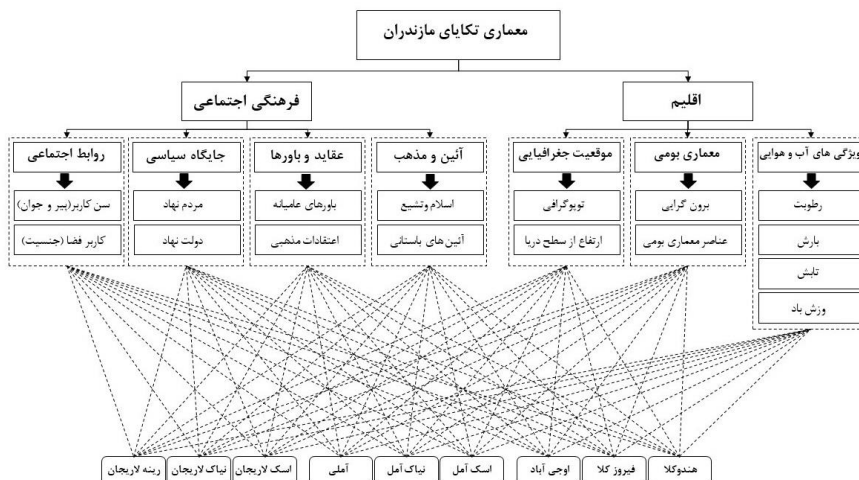 معماری تکایای مازندران
اقلیم
فرهنگی اجتماعی
ویژگی های آب و هوایی
معماری بومی
موقعیت جغرافیایی
آئین و مذهب
عقاید و باورها
جایگاه سیاسی
روابط اجتماعی
رطوبت
برون گرایی
توپوگرافی
اسلام وتشیع
باورهای عامیانه
مردم نهاد
سن کاربر(پیر و جوان)
بارش
عناصر معماری بومی
ارتفاع از سطح دریا
آئین‌های باستانی
اعتقادات مذهبی
دولت نهاد
کاربر فضا (جنسیت)
تابش
وزش باد
هندوکلا
فیروز کلا
اوجی آباد
اسک آمل
نیاک آمل
آملی
اسک لاریجان
نیاک لاریجان
رینه لاریجان